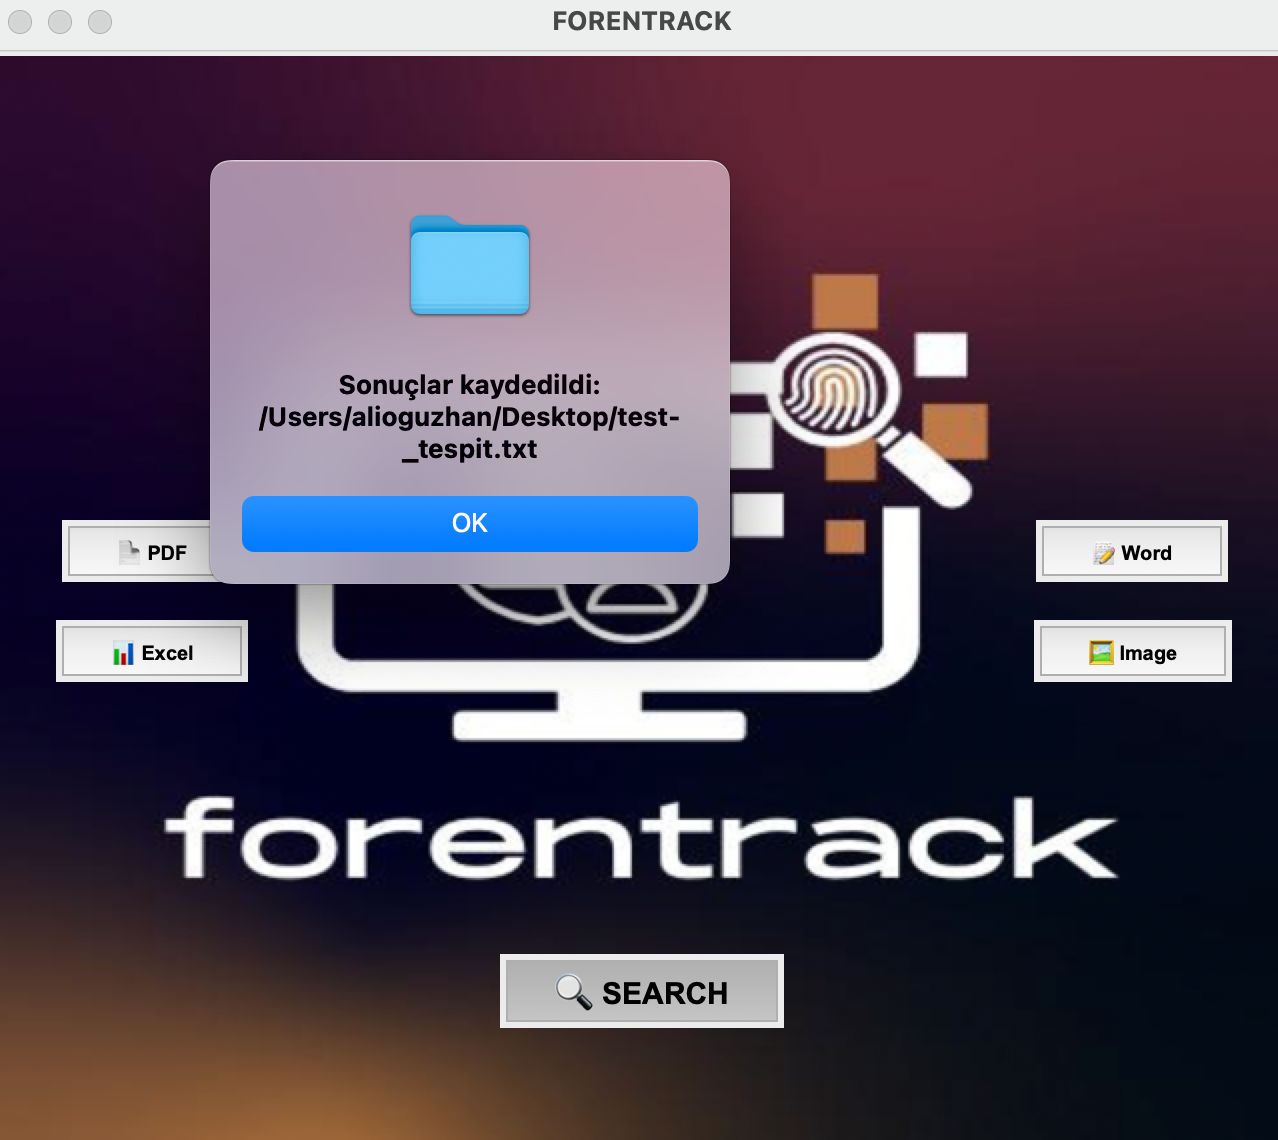 FORENTRACK
Sonuçlar kaydedildi:
/Users/alioguzhan/Desktop/test-
_tespit.txt
OK
PDF
Word
Excel
Image
forentrack
SEARCH